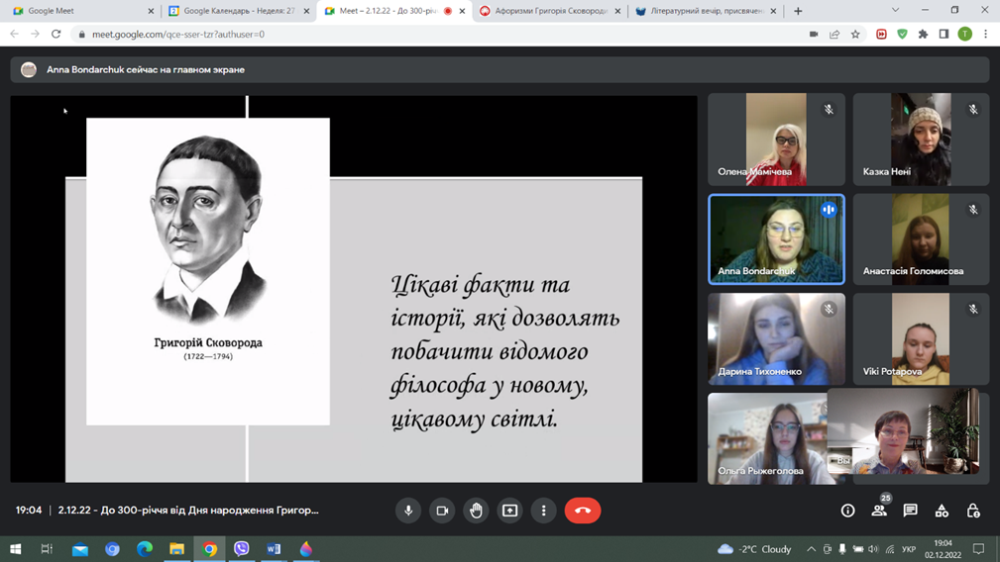 Google Meet
Google Календарь - Неделя: 27
Meet – 2.12.22 - До 300-річч
Афоризми Григорія Сковороди
Літературний вечір, присвячен
meet.google.com/qce-sser-tzr?authuser=0
T
Anna Bondarchuk сейчас на главном экране
Григорій Сковорода
(1722—1794)
Цікаві факти та
історії, які дозволять
побачити відомого
філософа у новому,
цікавому світлі.
Олена Мамічева
Казка Нені
Anna Bondarchuk
Анастасія Голомисова
Дарина Тихоненко
Viki Potapova
Ольга Рыжеголова
Вы
19:04 | 2.12.22 - До 300-річчя від Дня народження Григор...
25
-2°C Cloudy
УКР
19:04
02.12.2022